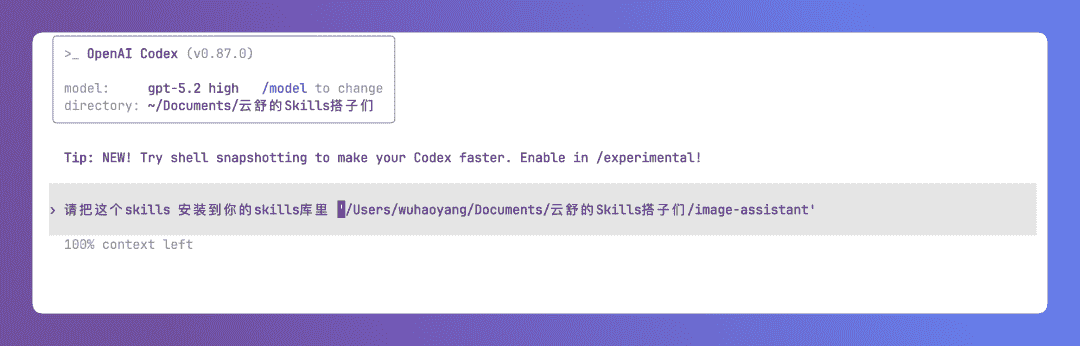 >_ OpenAI Codex (v0.87.0)
model: gpt-5.2 high /model to change
directory: ~/Documents/云舒的Skills搭子们
Tip: NEW! Try shell snapshotting to make your Codex faster. Enable in /experimental!
› 请把这个skills 安装到你的skills库里 '/Users/wuhaoyang/Documents/云舒的Skills搭子们/image-assistant'
100% context left